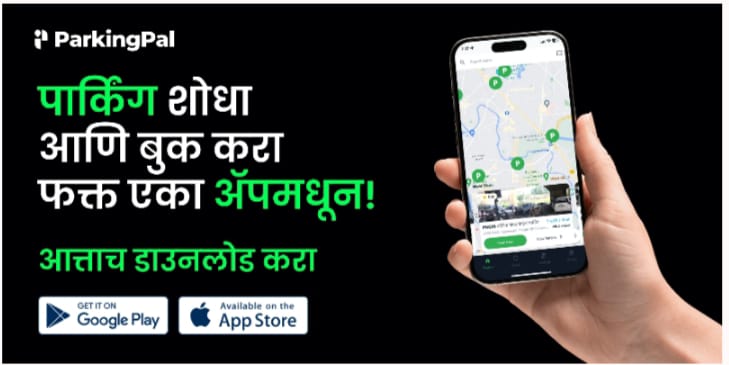 ParkingPal
पार्किंग शोधा
आणि बुक करा
फक्त एका ॲपमधून!
आत्ताच डाउनलोड करा
GET IT ON
Google Play
Available on the
App Store